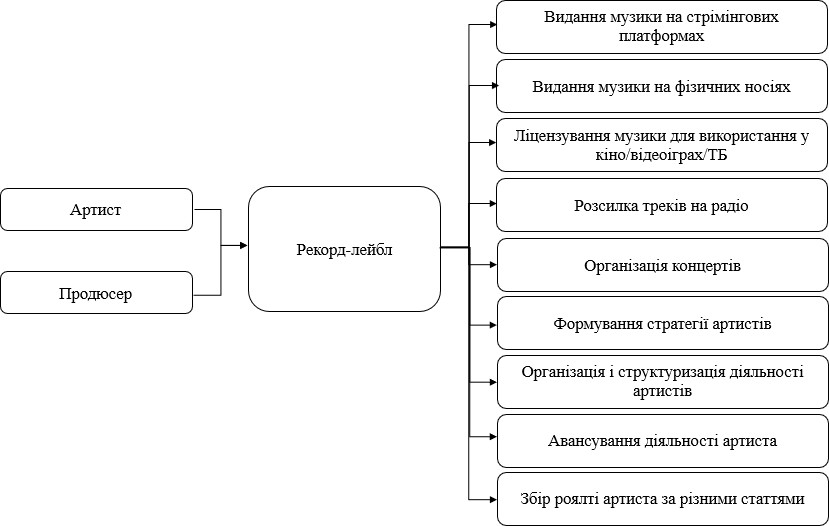 Артист
Продюсер
Рекорд-лейбл
Видання музики на стрімінгових
платформах
Видання музики на фізичних носіях
Ліцензування музики для використання у
кіно/відеоіграх/ТБ
Розсилка треків на радіо
Організація концертів
Формування стратегії артистів
Організація і структуризація діяльності
артистів
Авансування діяльності артиста
Збір роялті артиста за різними статтями